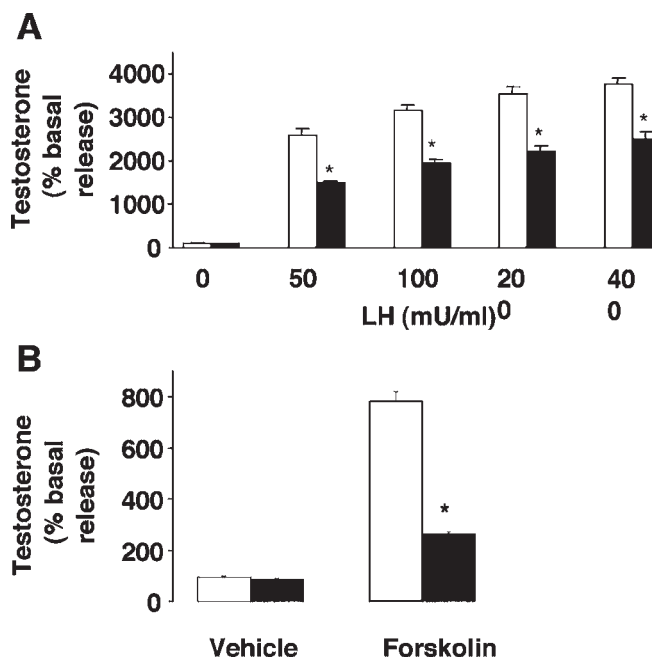 A
Testosterone
(% basal
release)
4000
3000
2000
1000
0
*
*
*
*
0 50 100 20 40
LH (mU/ml) 0 0
B
Testosterone
(% basal
release)
800
600
400
200
0
*
Vehicle Forskolin